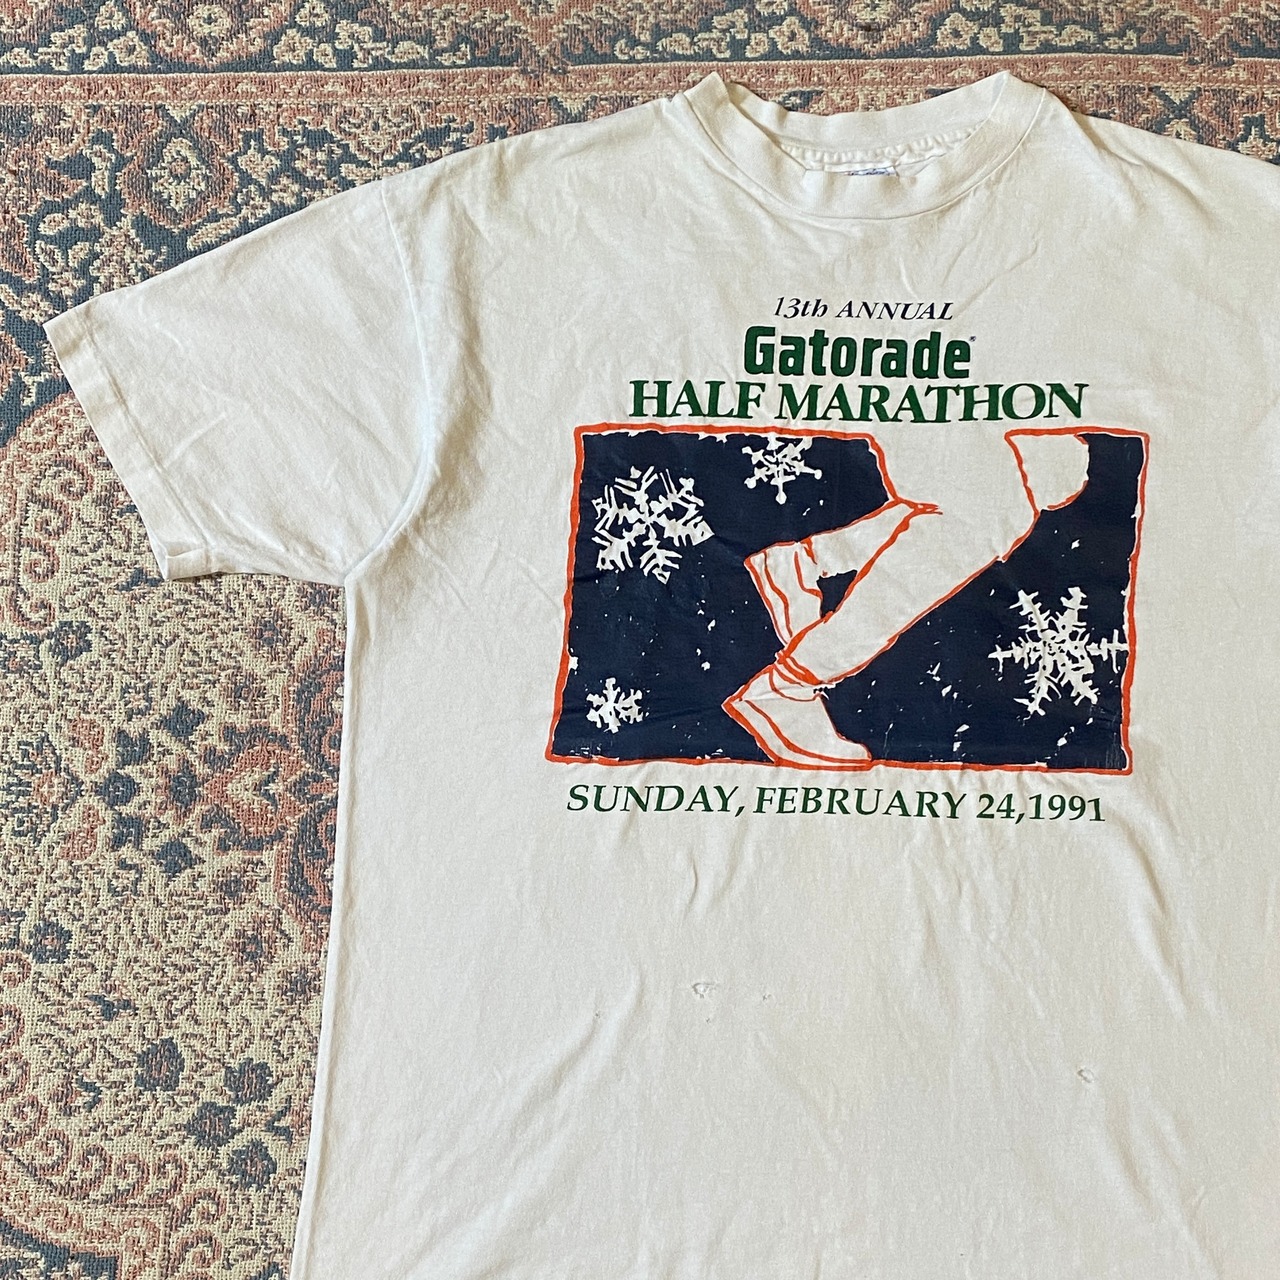 13th ANNUAL
Gatorade®
HALF MARATHON
SUNDAY, FEBRUARY 24,1991